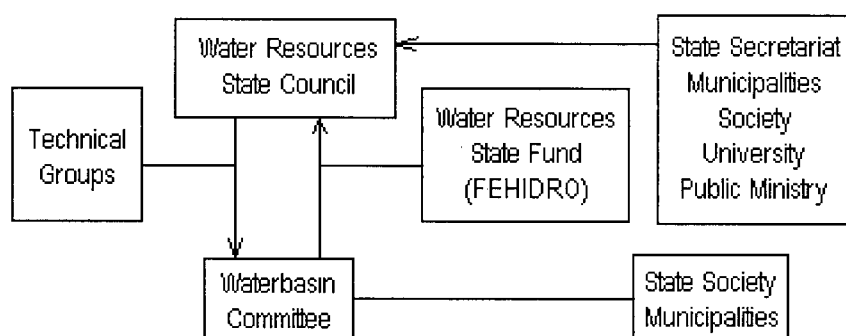 Water Resources
State Council
State Secretariat
Municipalities
Society
University
Public Ministry
Technical
Groups
Water Resources
State Fund
(FEHIDRO)
Waterbasin
Committee
State Society
Municipalities